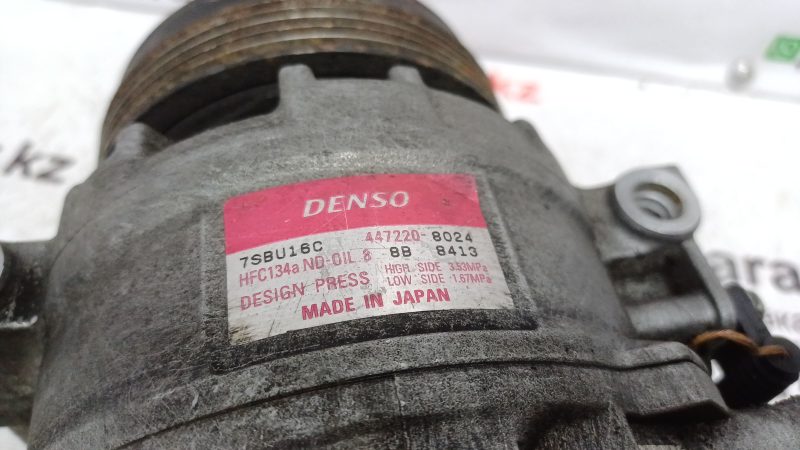 DENSO
7SBU16C 447220-8024
HFC134a ND-OIL 8 8B 8413
DESIGN PRESS HIGH SIDE 3.53MPa
LOW SIDE 1.67MPa
MADE IN JAPAN